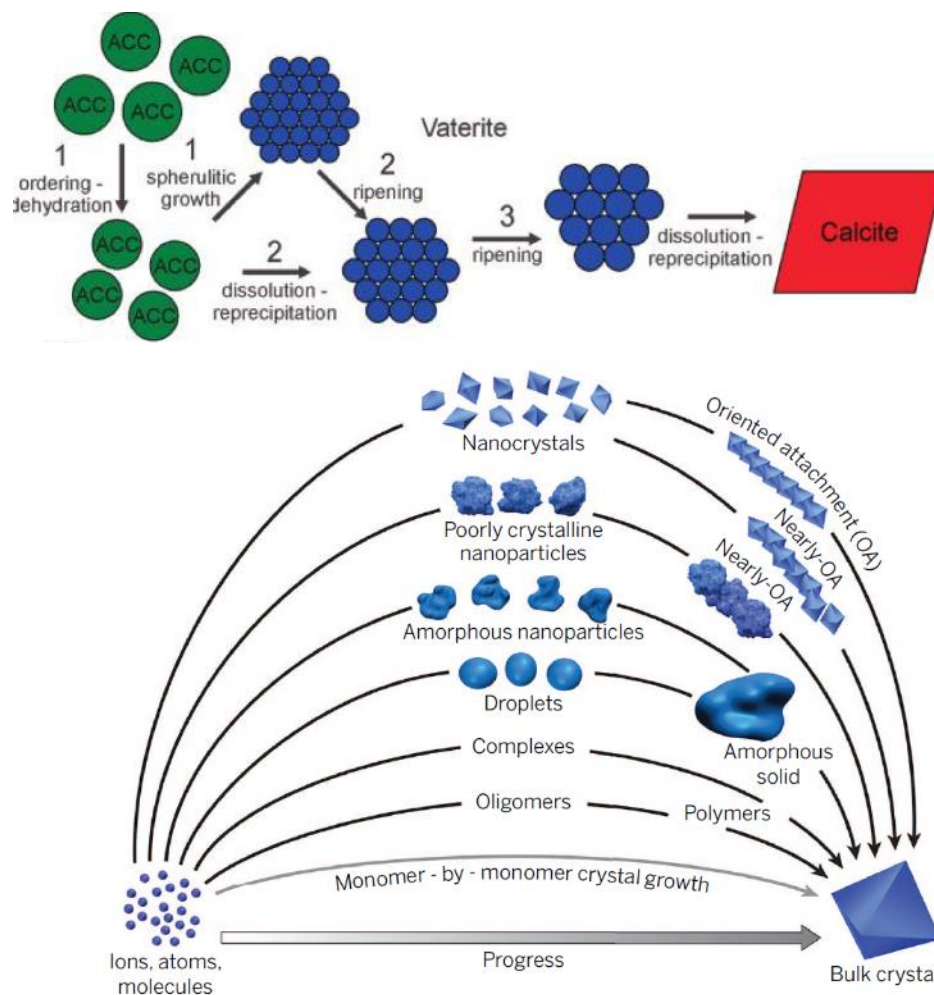 ACC
ACC
ACC
ACC
1
ordering -
dehydration
1
spherulitic
growth
Vaterite
2
ripening
ACC
ACC
ACC
ACC
2
dissolution -
reprecipitation
3
ripening
dissolution -
reprecipitation
Calcite
Nanocrystals
Oriented attachment (OA)
Poorly crystalline
nanoparticles
Nearly-OA
Nearly-OA
Amorphous nanoparticles
Droplets
Amorphous
solid
Complexes
Oligomers
Polymers
Monomer - by - monomer crystal growth
Progress
Ions, atoms,
molecules
Bulk crysta